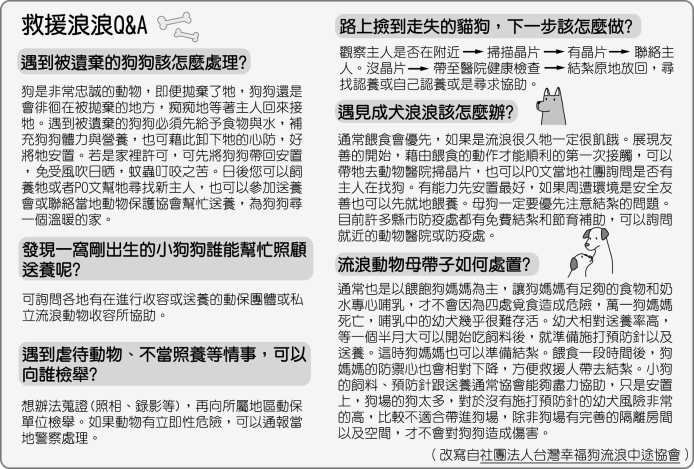 救援浪浪Q&A
遇到被遺棄的狗狗該怎麼處理?
狗是非常忠誠的動物，即便拋棄了牠，狗狗還是
會徘徊在被拋棄的地方，痴痴地等著主人回來接
牠。遇到被遺棄的狗狗必須先給予食物與水，補
充狗狗體力與營養，也可藉此卸下牠的心防，好
將牠安置。若是家裡許可，可先將狗狗帶回安置
，免受風吹日晒，蚊蟲叮咬之苦。日後您可以飼
養牠或者PO文幫牠尋找新主人，也可以參加送養
會或聯絡當地動物保護協會幫忙送養，為狗狗尋
一個溫暖的家。
發現一窩剛出生的小狗狗誰能幫忙照顧
送養呢?
可詢問各地有在進行收容或送養的動保團體或私
立流浪動物收容所協助。
遇到虐待動物、不當照養等情事，可以
向誰檢舉?
想辦法蒐證(照相、錄影等)，再向所屬地區動保
單位檢舉。如果動物有立即性危險，可以通報當
地警察處理。
路上撿到走失的貓狗，下一步該怎麼做?
觀察主人是否在附近→掃描晶片→有晶片→聯絡主
人。沒晶片→帶至醫院健康檢查→結紮原地放回，尋
找認養或自己認養或是尋求協助。
遇見成犬浪浪該怎麼辦?
通常餵食會優先，如果是流浪很久牠一定很飢餓。展現友
善的開始，藉由餵食的動作才能順利的第一次接觸，可以
帶牠去動物醫院掃晶片，也可以PO文當地社團詢問是否有
主人在找狗。有能力先安置最好，如果周遭環境是安全友
善也可以先就地餵養。母狗一定要優先注意結紮的問題。
目前許多縣市防疫處都有免費結紮和節育補助，可以詢問
就近的動物醫院或防疫處。
流浪動物母帶子如何處置?
通常也是以餵飽狗媽媽為主，讓狗媽媽有足夠的食物和奶
水專心哺乳，才不會因為四處覓食造成危險，萬一狗媽媽
死亡，哺乳中的幼犬幾乎很難存活。幼犬相對送養率高，
等一個半月大可以開始吃飼料後，就準備施打預防針以及
送養。這時狗媽媽也可以準備結紮。餵食一段時間後，狗
媽媽的防禦心也會相對下降，方便救援人帶去結紮。小狗
的飼料、預防針跟送養通常協會能夠盡力協助，只是安置
上，狗場的狗太多，對於沒有施打預防針的幼犬風險非常
的高，比較不適合帶進狗場，除非狗場有完善的隔離房間
以及空間，才不會對狗狗造成傷害。
(改寫自社團法人台灣幸福狗流浪中途協會)